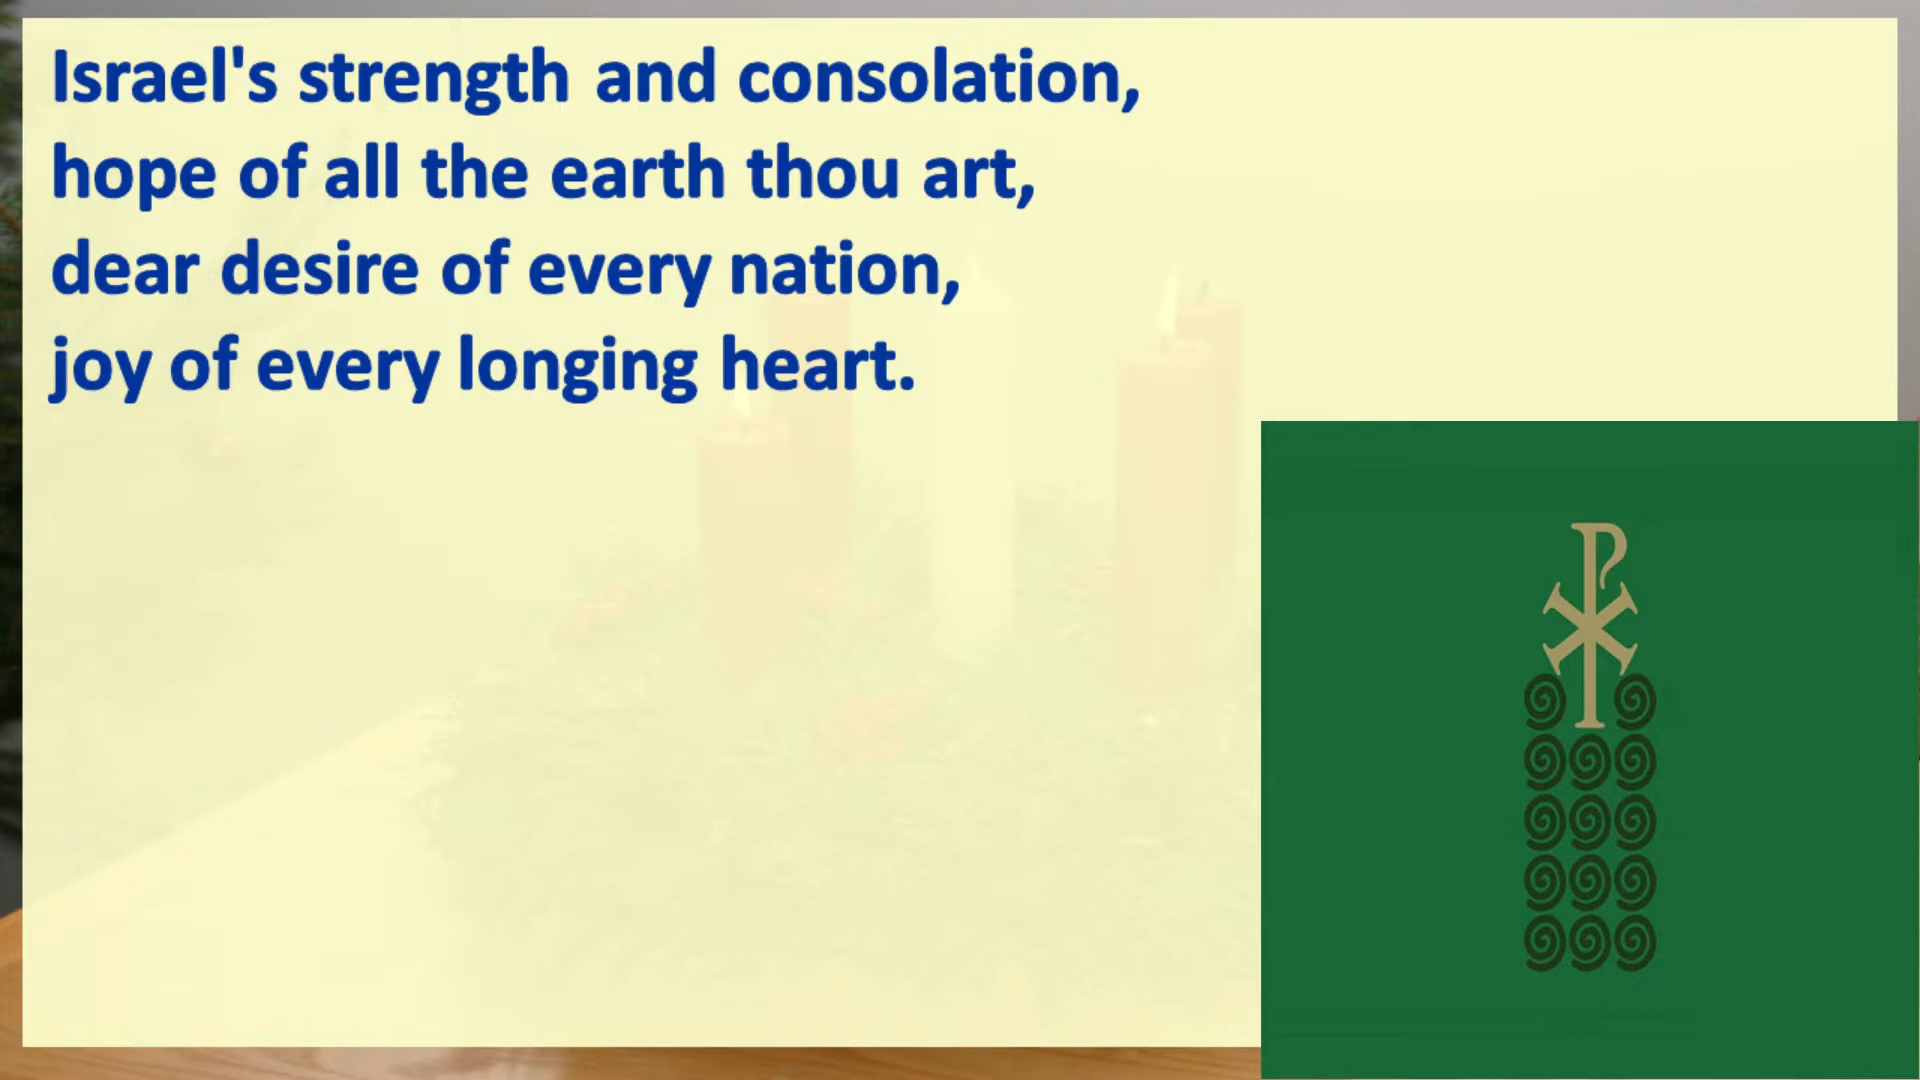 Israel's strength and consolation,
hope of all the earth thou art,
dear desire of every nation,
joy of every longing heart.